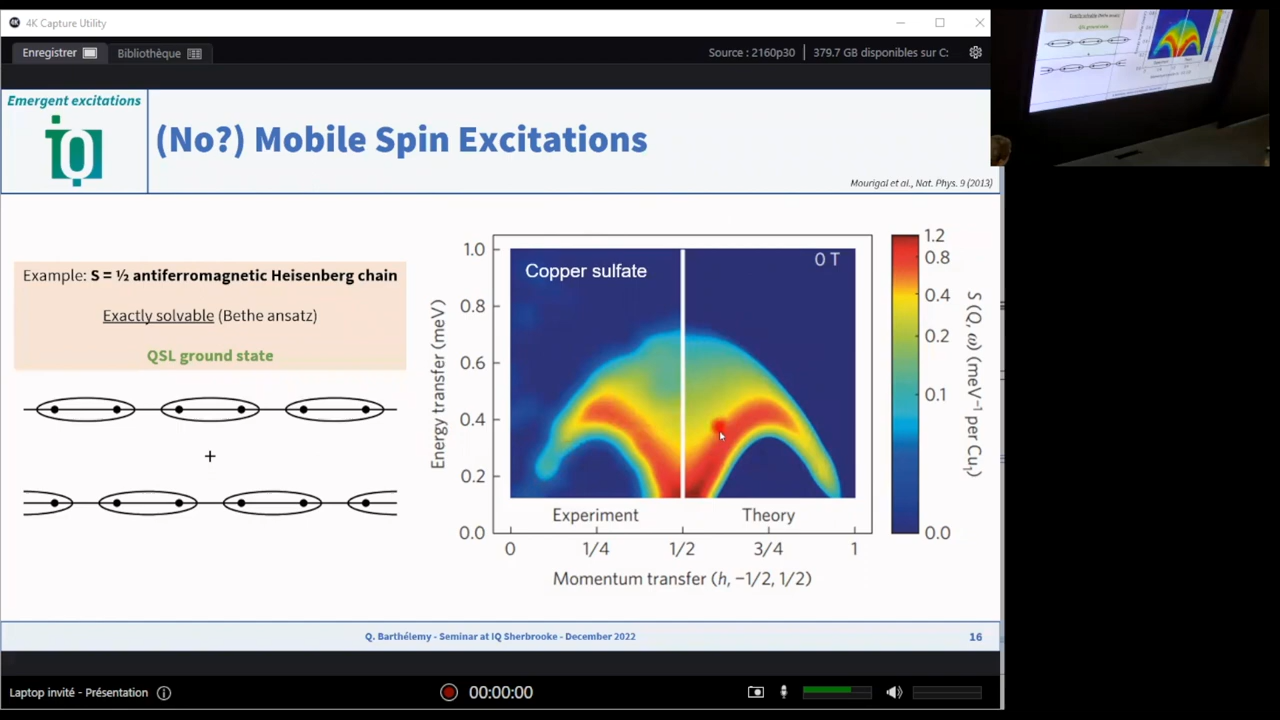 4K Capture Utility
Enregistrer
Bibliothèque
Source : 2160p30
379.7 GB disponibles sur C:
Emergent excitations
iQ
(No?) Mobile Spin Excitations
Mourigal et al., Nat. Phys. 9 (2013)
Example: S = ½ antiferromagnetic Heisenberg chain
Exactly solvable (Bethe ansatz)
QSL ground state
+
Copper sulfate
0 T
Energy transfer (meV)
1.0
0.8
0.6
0.4
0.2
0.0
Experiment
Theory
0
1/4
1/2
3/4
1
Momentum transfer (h, −1/2, 1/2)
1.2
0.8
0.4
0.2
0.1
0.0
S (Q, ω) (meV⁻¹ per Cu₁)
Q. Barthélemy - Seminar at IQ Sherbrooke - December 2022
16
Laptop invité - Présentation
00:00:00